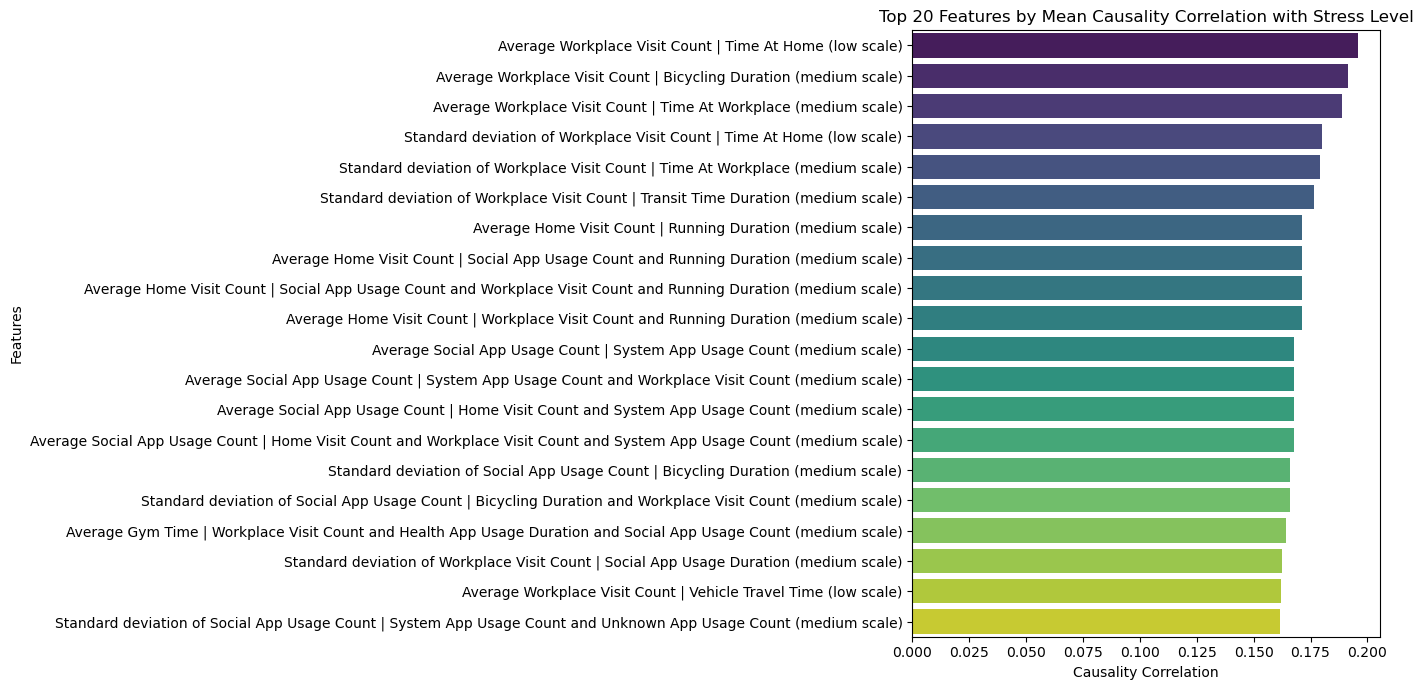 Top 20 Features by Mean Causality Correlation with Stress Level
Average Workplace Visit Count | Time At Home (low scale)
Average Workplace Visit Count | Bicycling Duration (medium scale)
Average Workplace Visit Count | Time At Workplace (medium scale)
Standard deviation of Workplace Visit Count | Time At Home (low scale)
Standard deviation of Workplace Visit Count | Time At Workplace (medium scale)
Standard deviation of Workplace Visit Count | Transit Time Duration (medium scale)
Average Home Visit Count | Running Duration (medium scale)
Average Home Visit Count | Social App Usage Count and Running Duration (medium scale)
Average Home Visit Count | Social App Usage Count and Workplace Visit Count and Running Duration (medium scale)
Average Home Visit Count | Workplace Visit Count and Running Duration (medium scale)
Average Social App Usage Count | System App Usage Count (medium scale)
Average Social App Usage Count | System App Usage Count and Workplace Visit Count (medium scale)
Average Social App Usage Count | Home Visit Count and System App Usage Count (medium scale)
Average Social App Usage Count | Home Visit Count and Workplace Visit Count and System App Usage Count (medium scale)
Standard deviation of Social App Usage Count | Bicycling Duration (medium scale)
Standard deviation of Social App Usage Count | Bicycling Duration and Workplace Visit Count (medium scale)
Average Gym Time | Workplace Visit Count and Health App Usage Duration and Social App Usage Count (medium scale)
Standard deviation of Workplace Visit Count | Social App Usage Duration (medium scale)
Average Workplace Visit Count | Vehicle Travel Time (low scale)
Standard deviation of Social App Usage Count | System App Usage Count and Unknown App Usage Count (medium scale)
Features
0.000 0.025 0.050 0.075 0.100 0.125 0.150 0.175 0.200
Causality Correlation